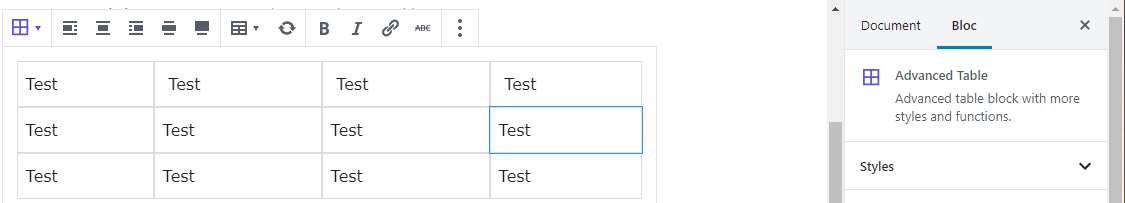 B I ABC
Document Bloc ×
Advanced Table
Advanced table block with more
styles and functions.
Styles
Test Test Test Test
Test Test Test Test
Test Test Test Test